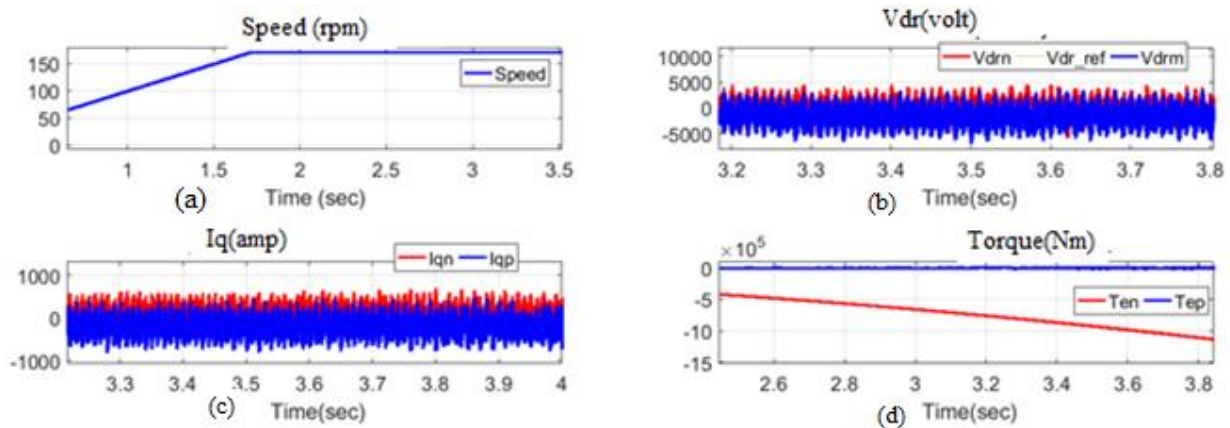 Speed (rpm)
150
100
50
0
Speed
1 1.5 2 2.5 3 3.5
Time (sec)
(a)
Vdr(volt)
10000
5000
0
-5000
Vdrn Vdr_ref Vdrm
3.2 3.3 3.4 3.5 3.6 3.7 3.8
Time(sec)
(b)
Iq(amp)
1000
0
-1000
Iqn Iqp
3.3 3.4 3.5 3.6 3.7 3.8 3.9 4
Time(sec)
(c)
Torque(Nm)
×10^5
0
-5
-10
-15
Ten Tep
2.6 2.8 3 3.2 3.4 3.6 3.8
Time(sec)
(d)